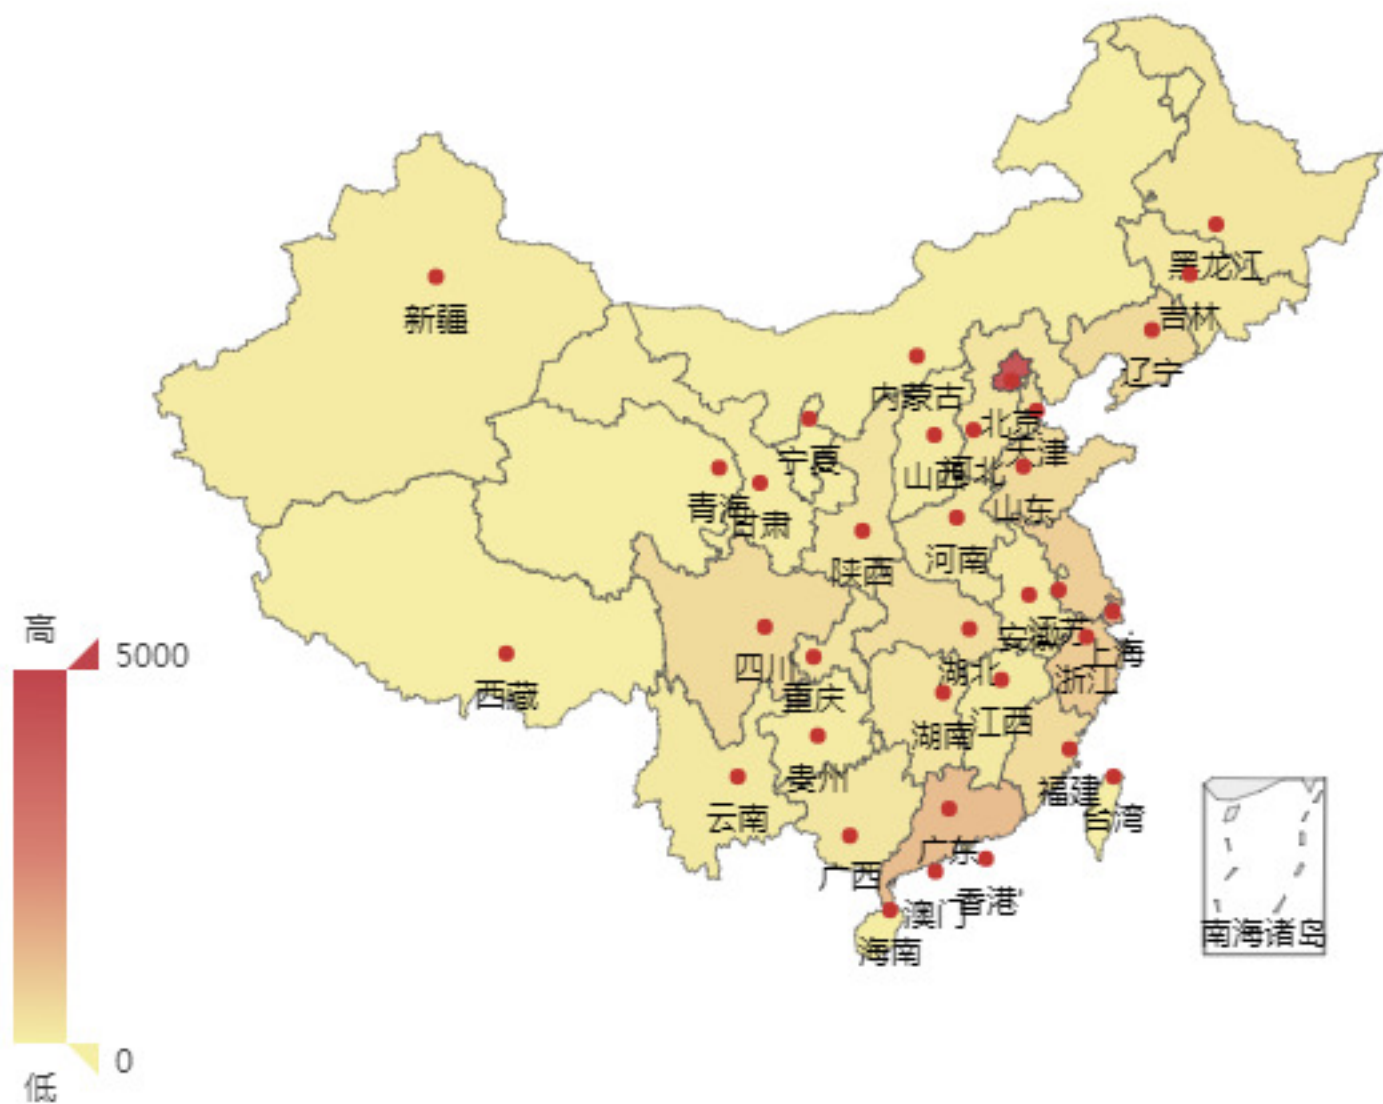 黑龙江
吉林
新疆
辽宁
内蒙古
北京
天津
宁夏
山西
河北
青海
甘肃
山东
河南
陕西
高
5000
安徽
江苏
上海
四川
湖北
浙江
西藏
重庆
湖南
江西
贵州
福建
云南
台湾
广东
广西
香港
澳门
南海诸岛
海南
0
低